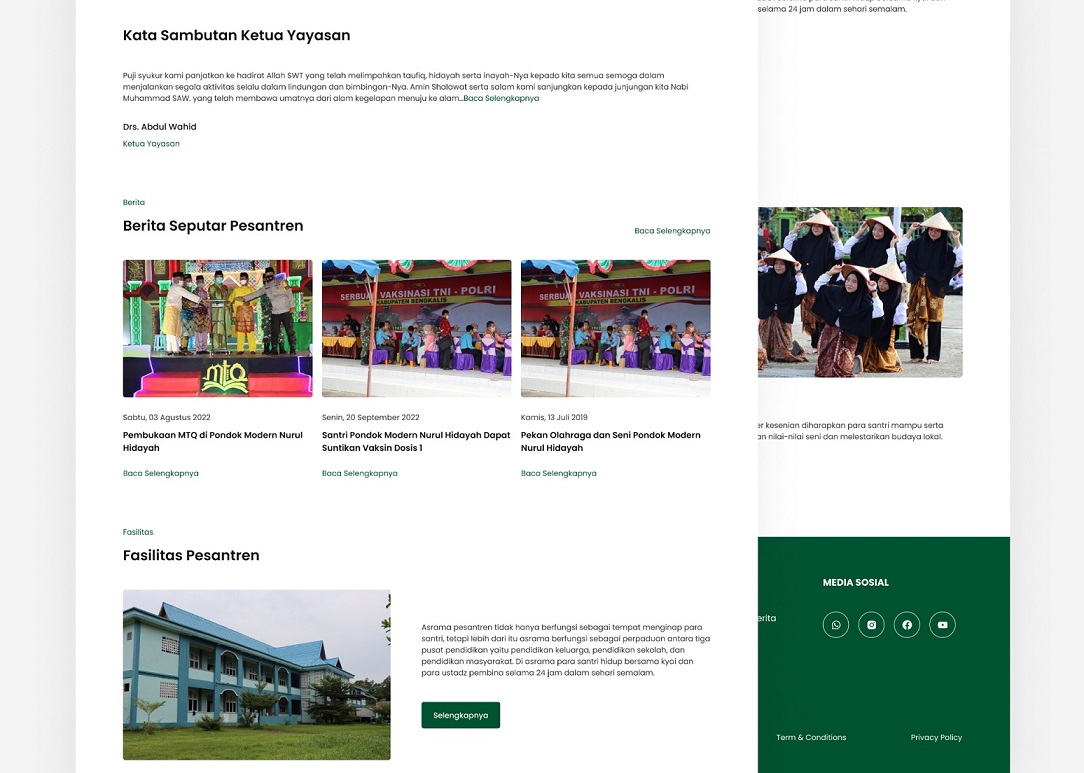 Kata Sambutan Ketua Yayasan
Puji syukur kami panjatkan ke hadirat Allah SWT yang telah melimpahkan taufiq, hidayah serta inayah-Nya kepada kita semua semoga dalam
menjalankan segala aktivitas selalu dalam lindungan dan bimbingan-Nya. Amin Shalawat serta salam kami sanjungkan kepada junjungan kita Nabi
Muhammad SAW. yang telah membawa umatnya dari alam kegelapan menuju ke alam...Baca Selengkapnya
Drs. Abdul Wahid
Ketua Yayasan
Berita
Berita Seputar Pesantren
Baca Selengkapnya
MTQ
SERBUAN VAKSINASI TNI - POLRI
KABUPATEN BENGKALIS
SERBUAN VAKSINASI TNI - POLRI
KABUPATEN BENGKALIS
Sabtu, 03 Agustus 2022
Pembukaan MTQ di Pondok Modern Nurul
Hidayah
Baca Selengkapnya
Senin, 20 September 2022
Santri Pondok Modern Nurul Hidayah Dapat
Suntikan Vaksin Dosis 1
Baca Selengkapnya
Kamis, 13 Juli 2019
Pekan Olahraga dan Seni Pondok Modern
Nurul Hidayah
Baca Selengkapnya
Fasilitas
Fasilitas Pesantren
Asrama pesantren tidak hanya berfungsi sebagai tempat menginap para
santri, tetapi lebih dari itu asrama berfungsi sebagai perpaduan antara tiga
pusat pendidikan yaitu pendidikan keluarga, pendidikan sekolah, dan
pendidikan masyarakat. Di asrama para santri hidup bersama kyai dan
para ustadz pembina selama 24 jam dalam sehari semalam.
Selengkapnya
selama 24 jam dalam sehari semalam.
er kesenian diharapkan para santri mampu serta
an nilai-nilai seni dan melestarikan budaya lokal.
MEDIA SOSIAL
erita
Term & Conditions
Privacy Policy